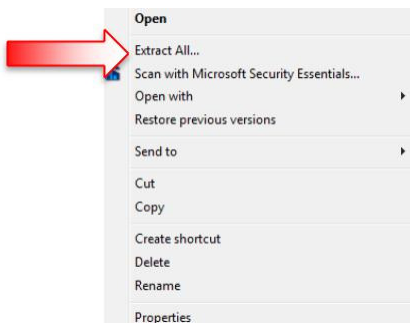 Open
Extract All...
Scan with Microsoft Security Essentials...
Open with
Restore previous versions
Send to
Cut
Copy
Create shortcut
Delete
Rename
Properties